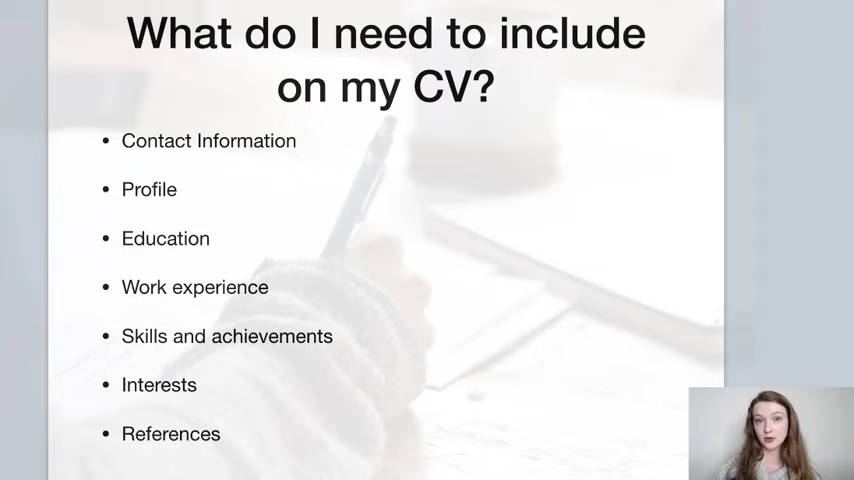 What do I need to include
on my CV?
• Contact Information
• Profile
• Education
• Work experience
• Skills and achievements
• Interests
• References